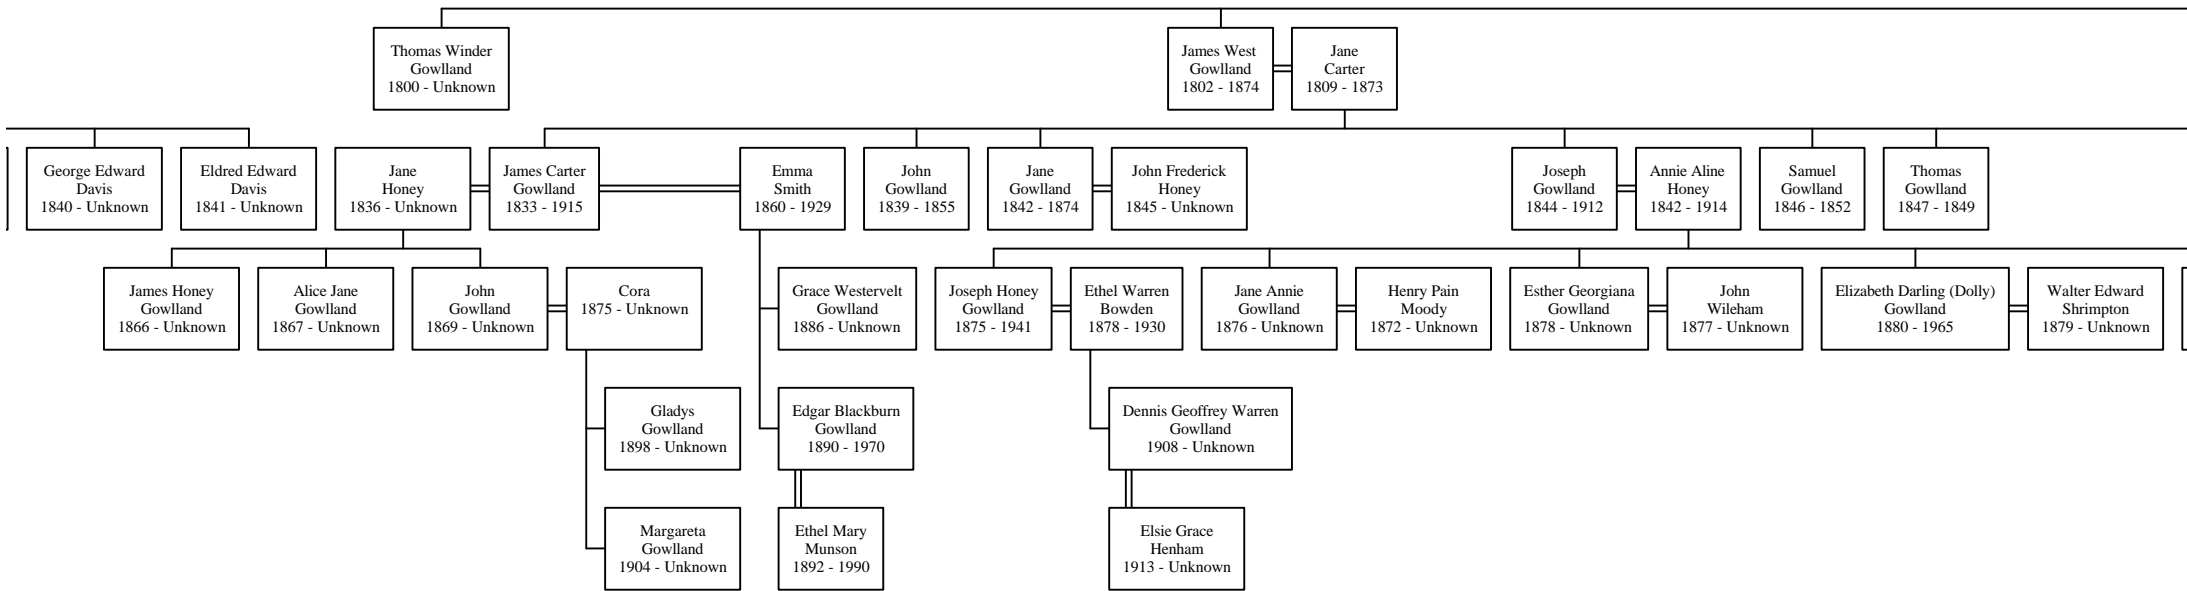 Thomas Winder
Gowlland
1800 - Unknown
James West
Gowlland
1802 - 1874
Jane
Carter
1809 - 1873
George Edward
Davis
1840 - Unknown
Eldred Edward
Davis
1841 - Unknown
Jane
Honey
1836 - Unknown
James Carter
Gowlland
1833 - 1915
Emma
Smith
1860 - 1929
John
Gowlland
1839 - 1855
Jane
Gowlland
1842 - 1874
John Frederick
Honey
1845 - Unknown
Joseph
Gowlland
1844 - 1912
Annie Aline
Honey
1842 - 1914
Samuel
Gowlland
1846 - 1852
Thomas
Gowlland
1847 - 1849
James Honey
Gowlland
1866 - Unknown
Alice Jane
Gowlland
1867 - Unknown
John
Gowlland
1869 - Unknown
Cora
1875 - Unknown
Grace Westervelt
Gowlland
1886 - Unknown
Joseph Honey
Gowlland
1875 - 1941
Ethel Warren
Bowden
1878 - 1930
Jane Annie
Gowlland
1876 - Unknown
Henry Pain
Moody
1872 - Unknown
Esther Georgiana
Gowlland
1878 - Unknown
John
Wileham
1877 - Unknown
Elizabeth Darling (Dolly)
Gowlland
1880 - 1965
Walter Edward
Shrimpton
1879 - Unknown
Gladys
Gowlland
1898 - Unknown
Edgar Blackburn
Gowlland
1890 - 1970
Dennis Geoffrey Warren
Gowlland
1908 - Unknown
Margareta
Gowlland
1904 - Unknown
Ethel Mary
Munson
1892 - 1990
Elsie Grace
Henham
1913 - Unknown